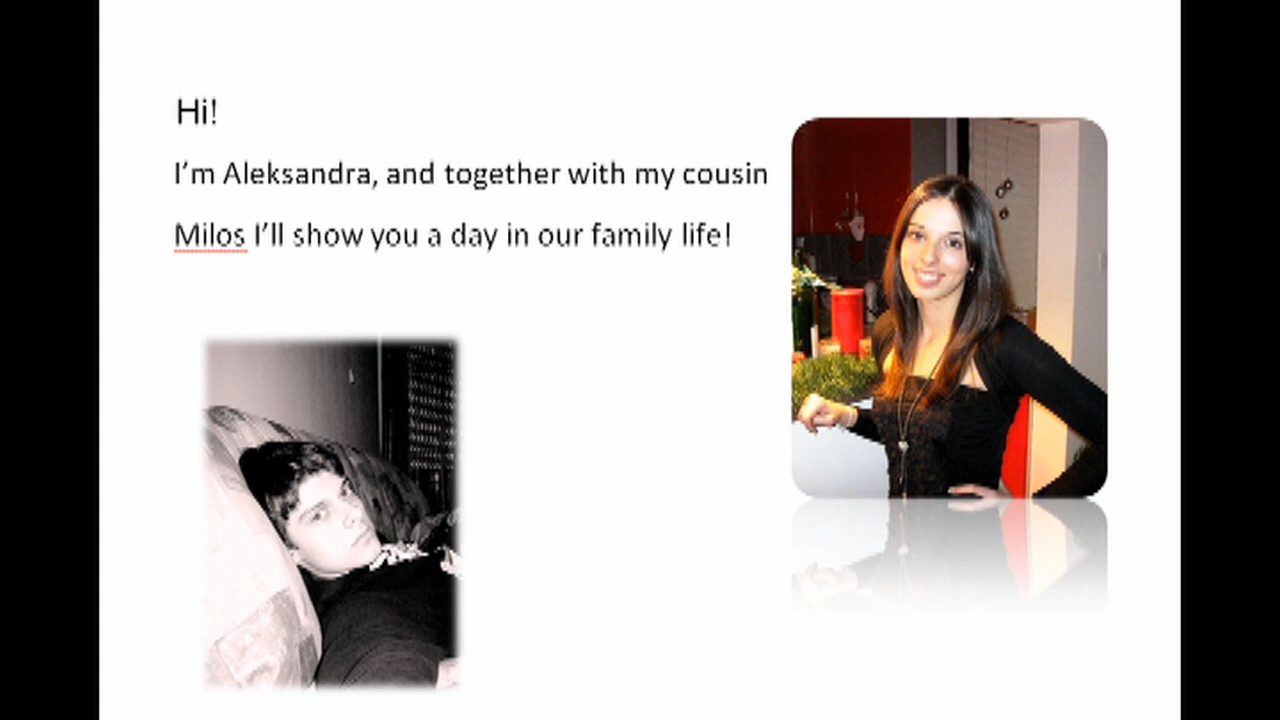 Hi!
I’m Aleksandra, and together with my cousin
Milos I’ll show you a day in our family life!